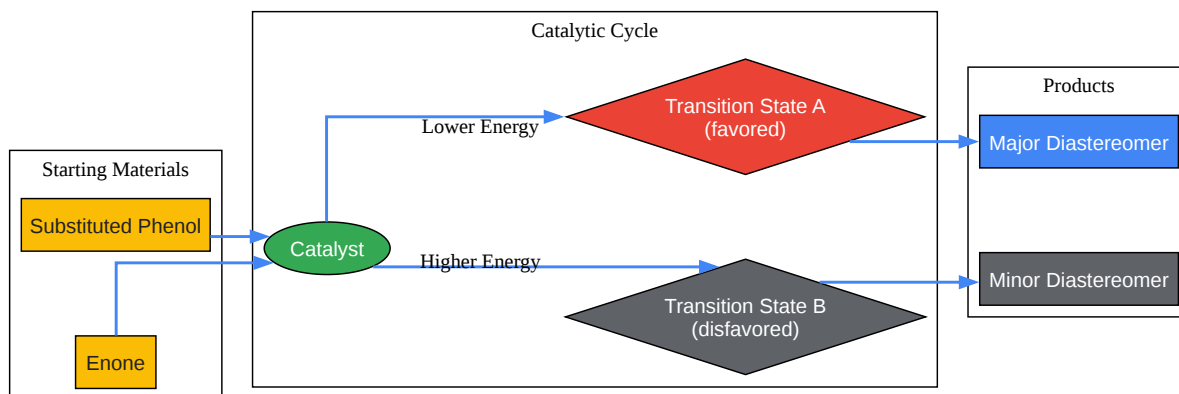 Catalytic Cycle
Starting Materials
Substituted Phenol
Enone
Catalyst
Lower Energy
Higher Energy
Transition State A
(favored)
Transition State B
(disfavored)
Products
Major Diastereomer
Minor Diastereomer